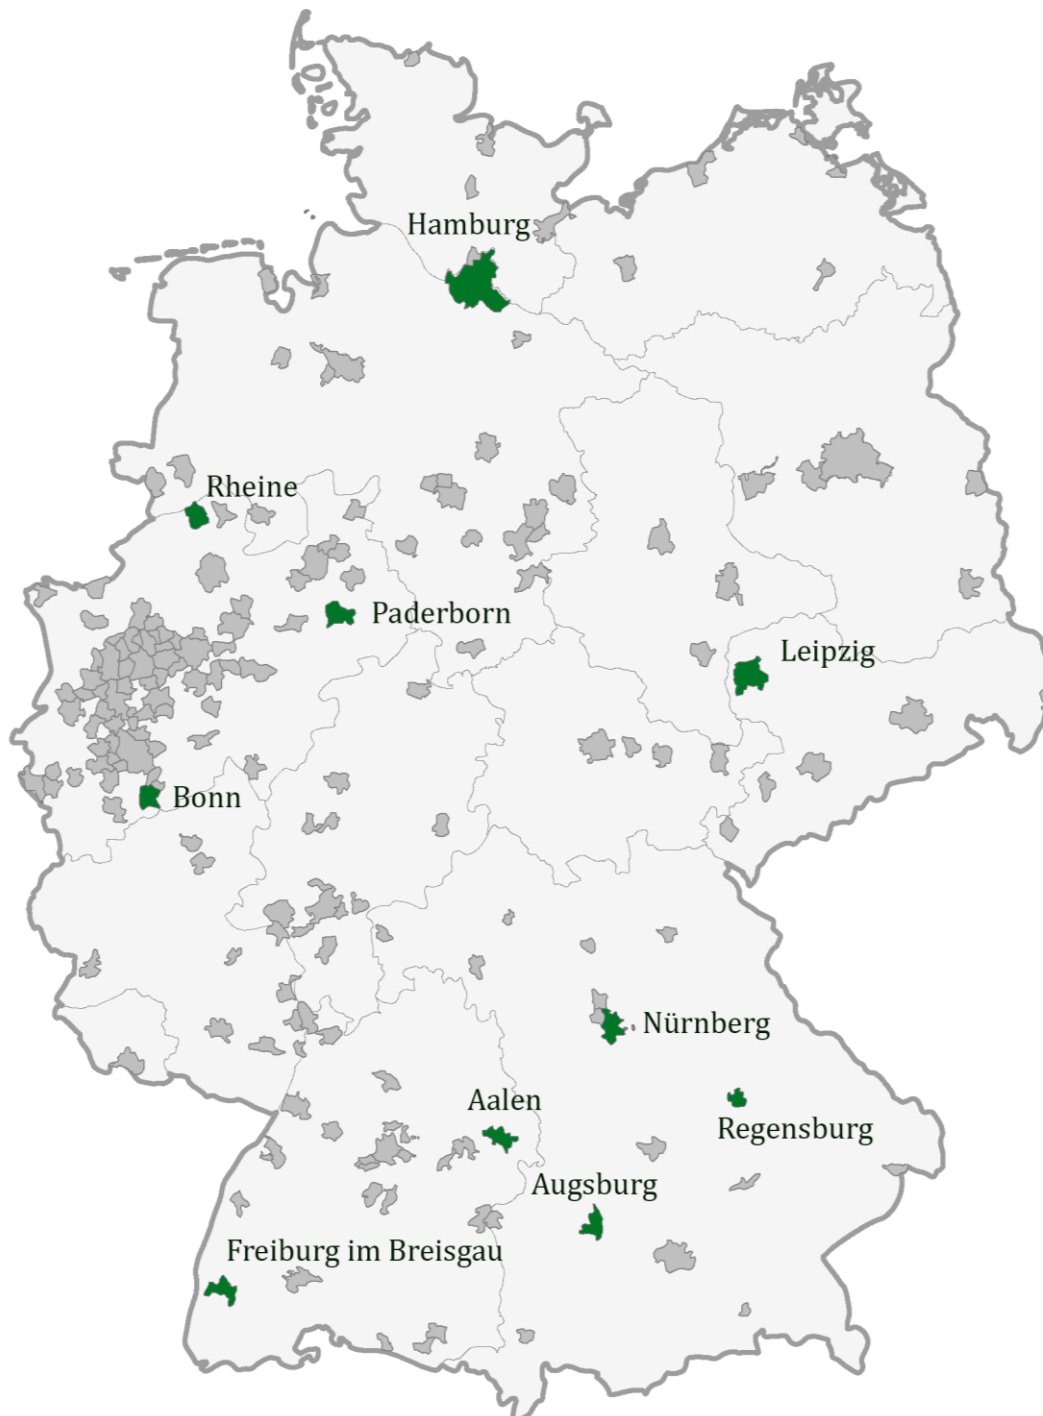 Hamburg
Rheine
Paderborn
Leipzig
Bonn
Nürnberg
Aalen
Regensburg
Augsburg
Freiburg im Breisgau